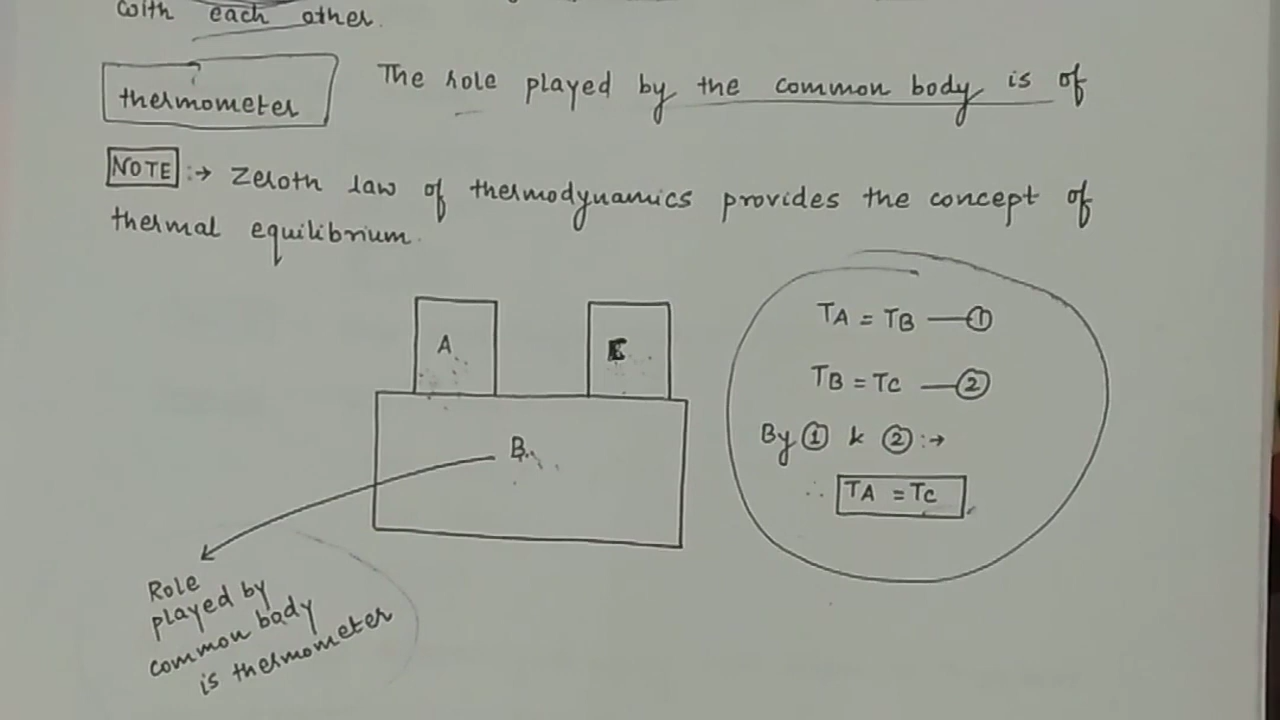 with each other.
The role played by the common body is of
thermometer
NOTE :→ Zeroth law of thermodynamics provides the concept of
thermal equilibrium.
A
B
TA = TB —①
TB = TC —②
By ① & ② :→
∴ TA = TC
Role
played by
common body
is thermometer